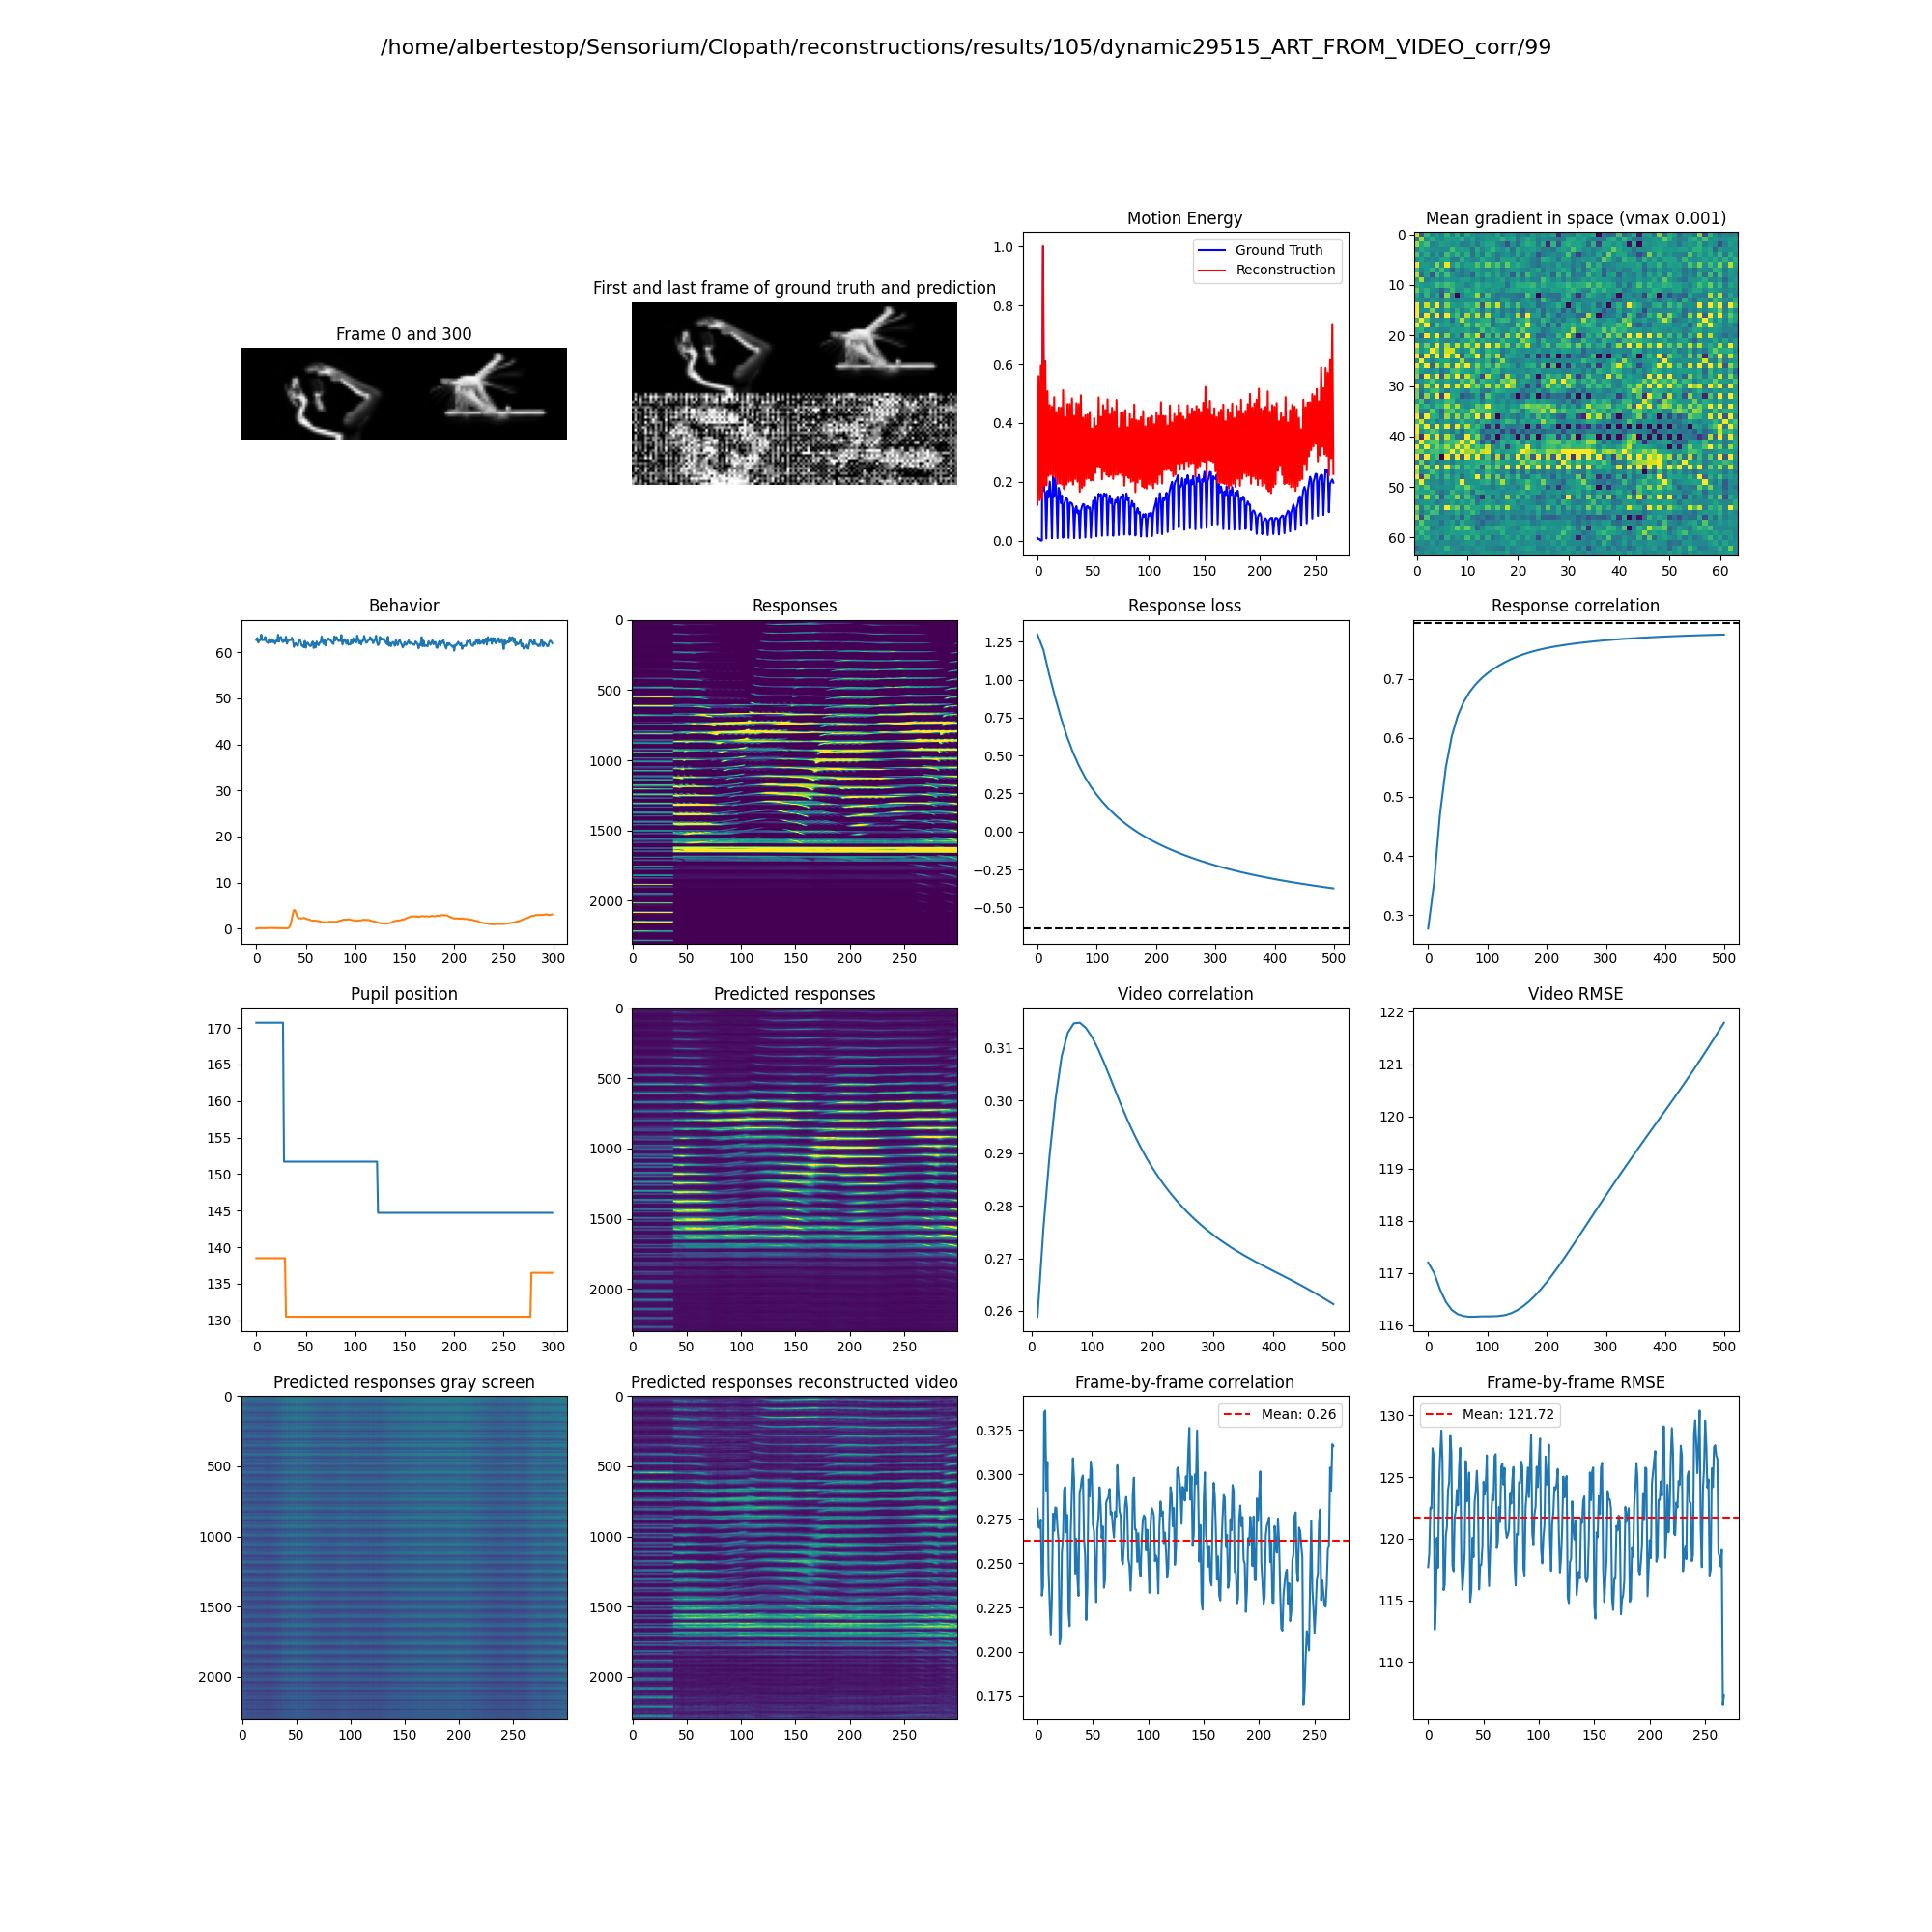 /home/albertestop/Sensorium/Clopath/reconstructions/results/105/dynamic29515_ART_FROM_VIDEO_corr/99
Frame 0 and 300
First and last frame of ground truth and prediction
Motion Energy
Ground Truth
Reconstruction
1.0
0.8
0.6
0.4
0.2
0.0
0 50 100 150 200 250
Mean gradient in space (vmax 0.001)
0
10
20
30
40
50
60
0 10 20 30 40 50 60
Behavior
60
50
40
30
20
10
0
0 50 100 150 200 250 300
Responses
0
500
1000
1500
2000
0 50 100 150 200 250
Response loss
1.25
1.00
0.75
0.50
0.25
0.00
−0.25
−0.50
0 100 200 300 400 500
Response correlation
0.7
0.6
0.5
0.4
0.3
0 100 200 300 400 500
Pupil position
170
165
160
155
150
145
140
135
130
0 50 100 150 200 250 300
Predicted responses
0
500
1000
1500
2000
0 50 100 150 200 250
Video correlation
0.31
0.30
0.29
0.28
0.27
0.26
0 100 200 300 400 500
Video RMSE
122
121
120
119
118
117
116
0 100 200 300 400 500
Predicted responses gray screen
0
500
1000
1500
2000
0 50 100 150 200 250
Predicted responses reconstructed video
0
500
1000
1500
2000
0 50 100 150 200 250
Frame-by-frame correlation
Mean: 0.26
0.325
0.300
0.275
0.250
0.225
0.200
0.175
0 50 100 150 200 250
Frame-by-frame RMSE
Mean: 121.72
130
125
120
115
110
0 50 100 150 200 250